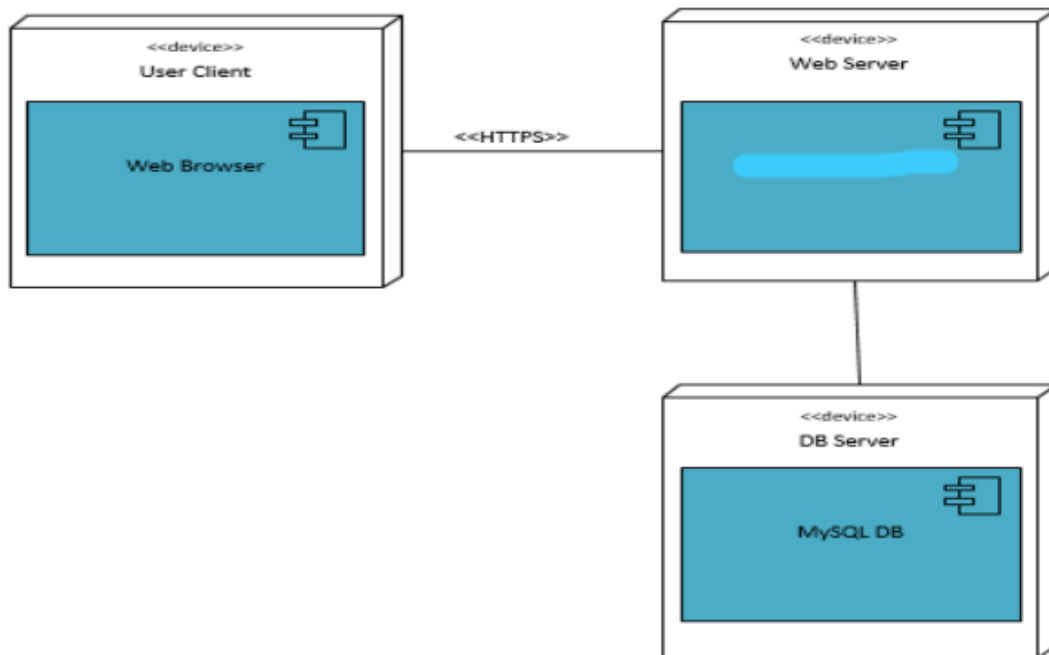 <<device>>
User Client
Web Browser
<<HTTPS>>
<<device>>
Web Server
<<device>>
DB Server
MySQL DB